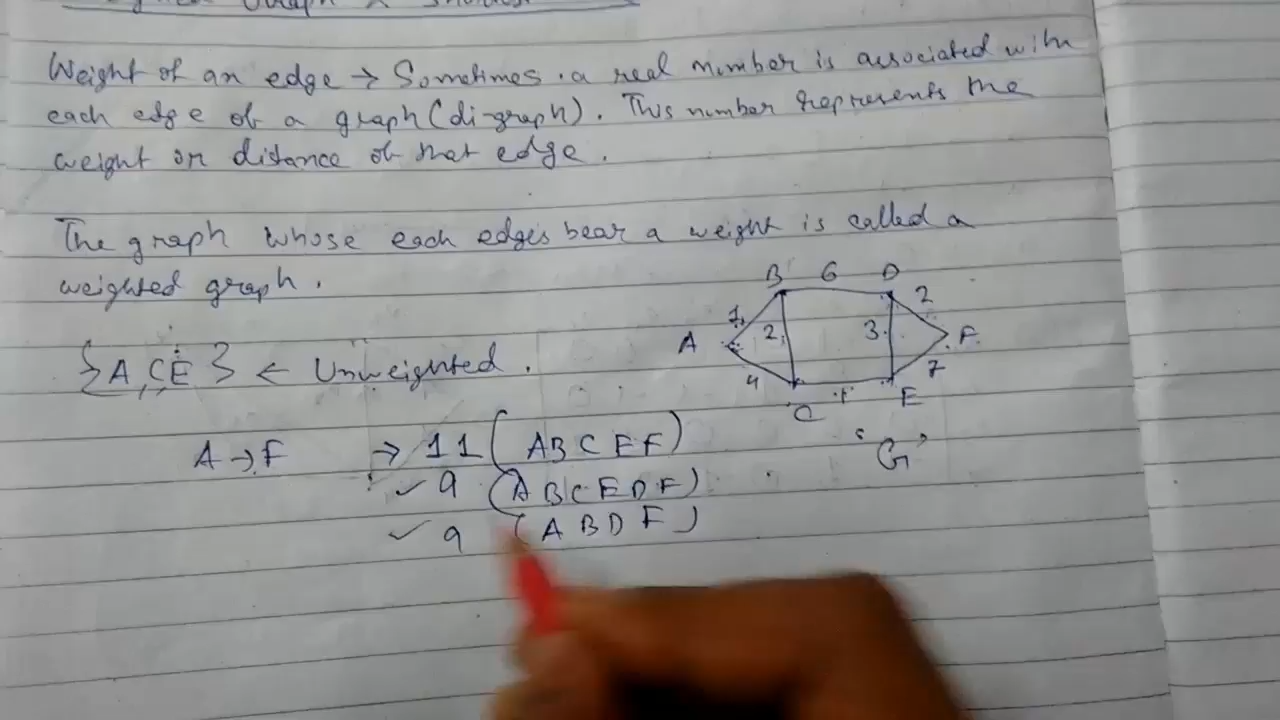 Weight of an edge → Sometimes a real number is associated with
each edge of a graph (di-graph). This number represents the
weight or distance of that edge.
The graph whose each edges bear a weight is called a
weighted graph.
B 6 D
1 2 3 2
A F
4 7
C 1 E
"G"
{A, C, E} ← Unweighted.
A → F → 11 (A B C E F)
✓ 9 (A B C E D F)
✓ 9 (A B D F)